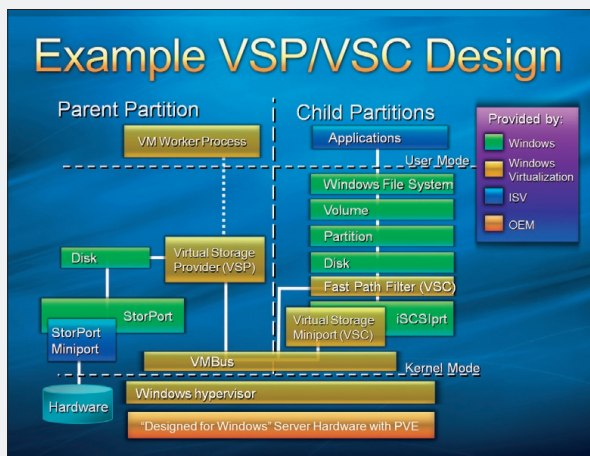 Example VSP/VSC Design
Parent Partition
Child Partitions
Provided by:
Windows
Windows
Virtualization
ISV
OEM
VM Worker Process
Applications
User Mode
Windows File System
Volume
Partition
Disk
Fast Path Filter (VSC)
iSCSIprt
Virtual Storage
Miniport (VSC)
Virtual Storage
Provider (VSP)
Disk
StorPort
StorPort
Miniport
VMBus
Kernel Mode
Hardware
Windows hypervisor
"Designed for Windows" Server Hardware with PVE